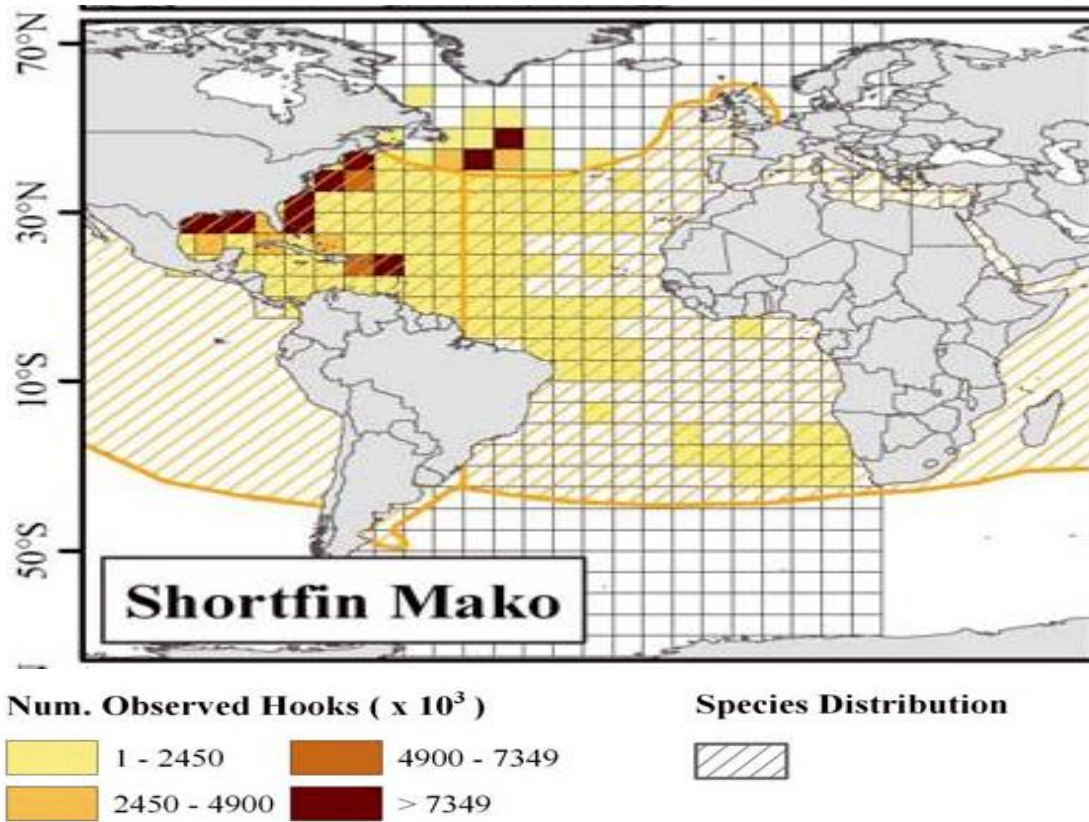 70°N
30°N
10°S
50°S
Shortfin Mako
Num. Observed Hooks ( x 10³ )
1 - 2450
4900 - 7349
2450 - 4900
> 7349
Species Distribution